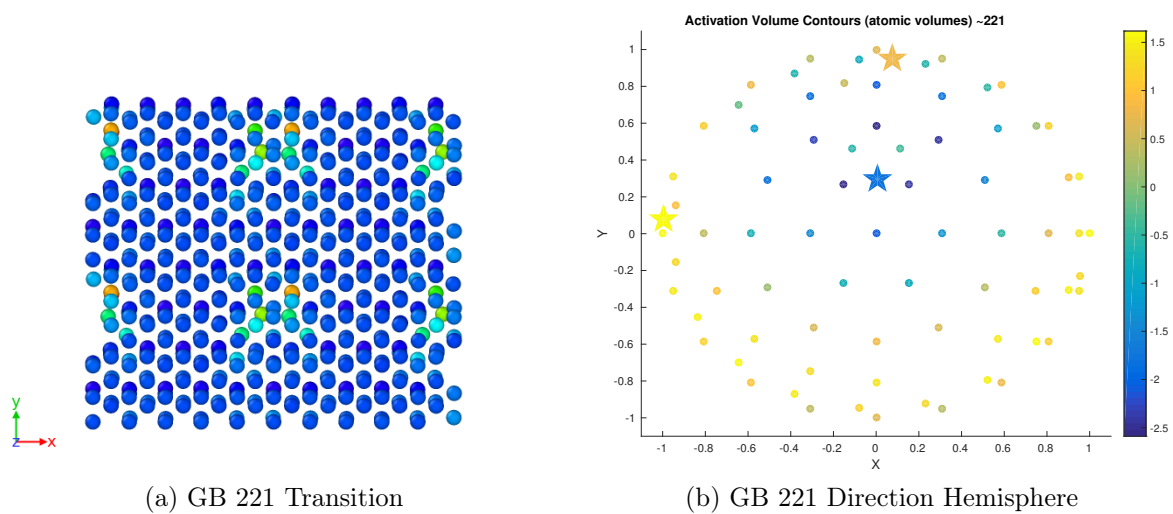 Activation Volume Contours (atomic volumes) ~221
1
0.8
0.6
0.4
0.2
0
-0.2
-0.4
-0.6
-0.8
-1
Y
-1 -0.8 -0.6 -0.4 -0.2 0 0.2 0.4 0.6 0.8 1
X
1.5
1
0.5
0
-0.5
-1
-1.5
-2
-2.5
y
z x
(a) GB 221 Transition
(b) GB 221 Direction Hemisphere